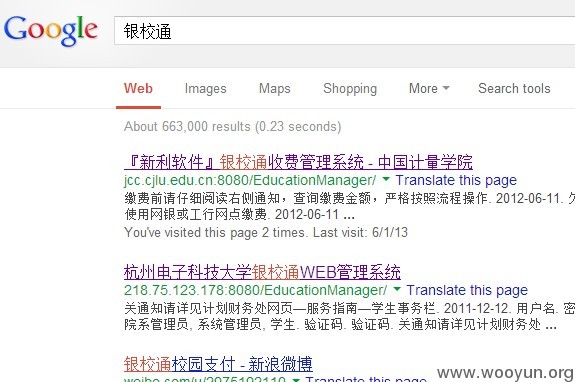 Google
银校通
Web Images Maps Shopping More Search tools
About 663,000 results (0.23 seconds)
『新利软件』银校通收费管理系统 - 中国计量学院
jcc.cjlu.edu.cn:8080/EducationManager/ Translate this page
缴费前请仔细阅读右侧通知，查询缴费金额，严格按照流程操作. 2012-06-11. 欠
使用网银或工行网点缴费. 2012-06-11 ...
You've visited this page 2 times. Last visit: 6/1/13
杭州电子科技大学银校通WEB管理系统
218.75.123.178:8080/EducationManager/ Translate this page
关通知请详见计划财务处网页—服务指南—学生事务栏. 2011-12-12. 用户名. 密
院系管理员, 系统管理员, 学生. 验证码. 验证码. 关通知请详见计划财务处 ...
银校通校园支付 - 新浪微博
weibo.com/u/2975102110 Translate this page
www.wooyun.org